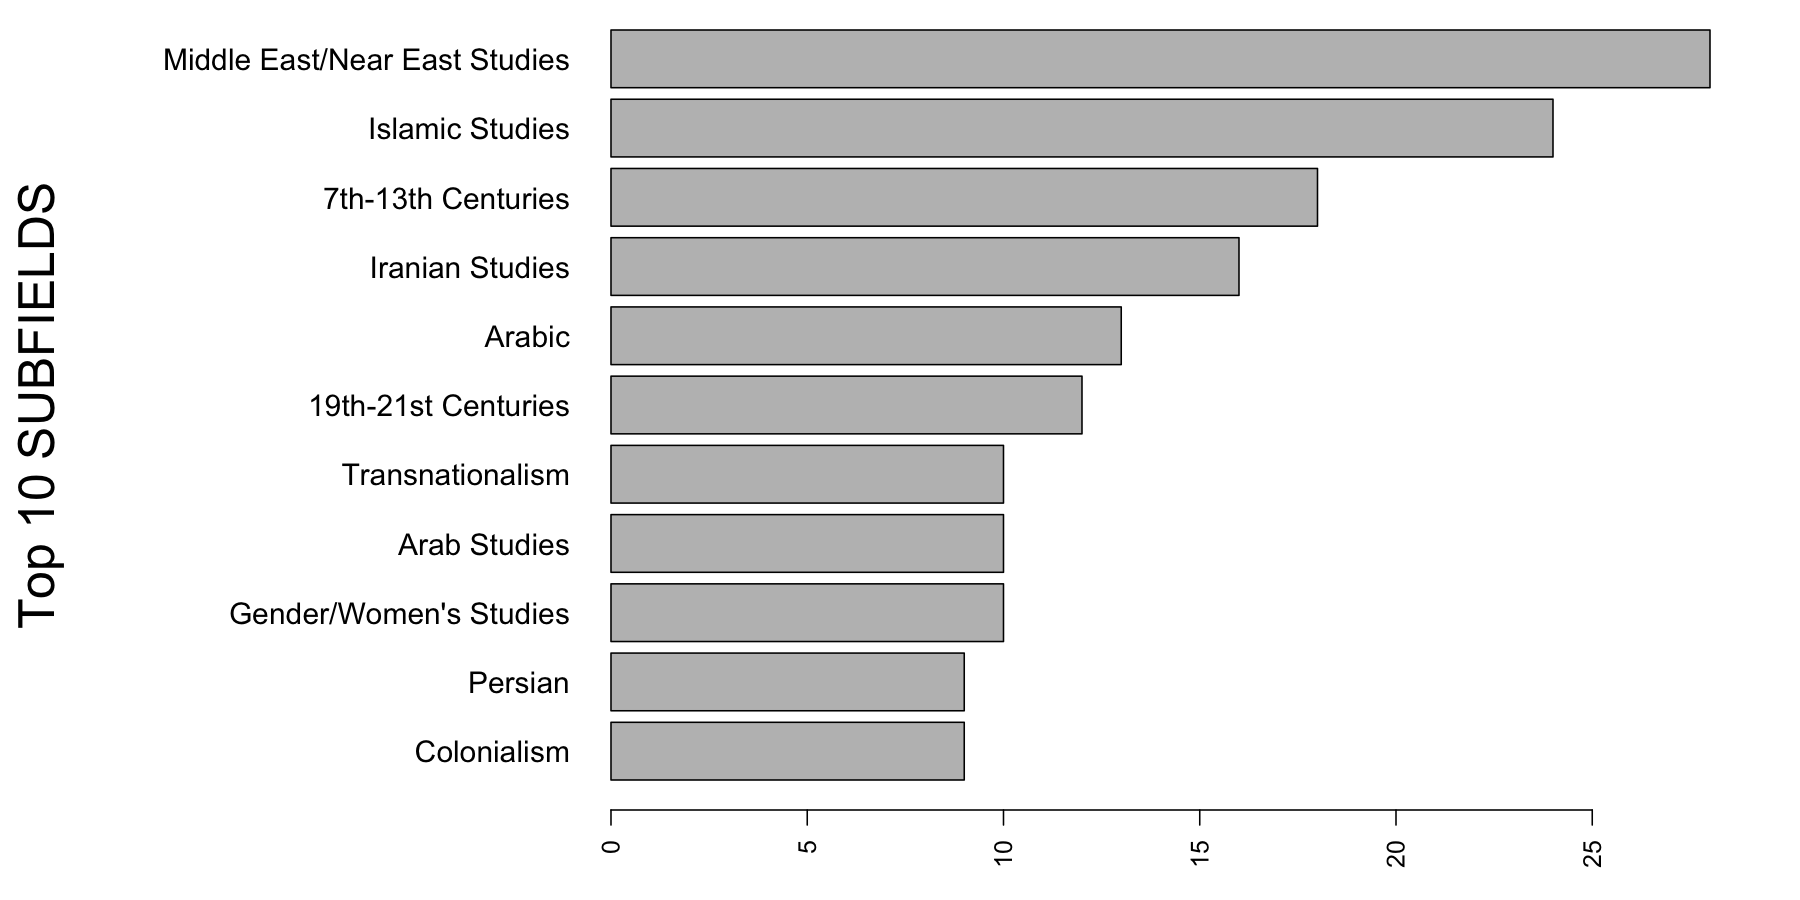 Top 10 SUBFIELDS
Middle East/Near East Studies
Islamic Studies
7th-13th Centuries
Iranian Studies
Arabic
19th-21st Centuries
Transnationalism
Arab Studies
Gender/Women's Studies
Persian
Colonialism
0 5 10 15 20 25